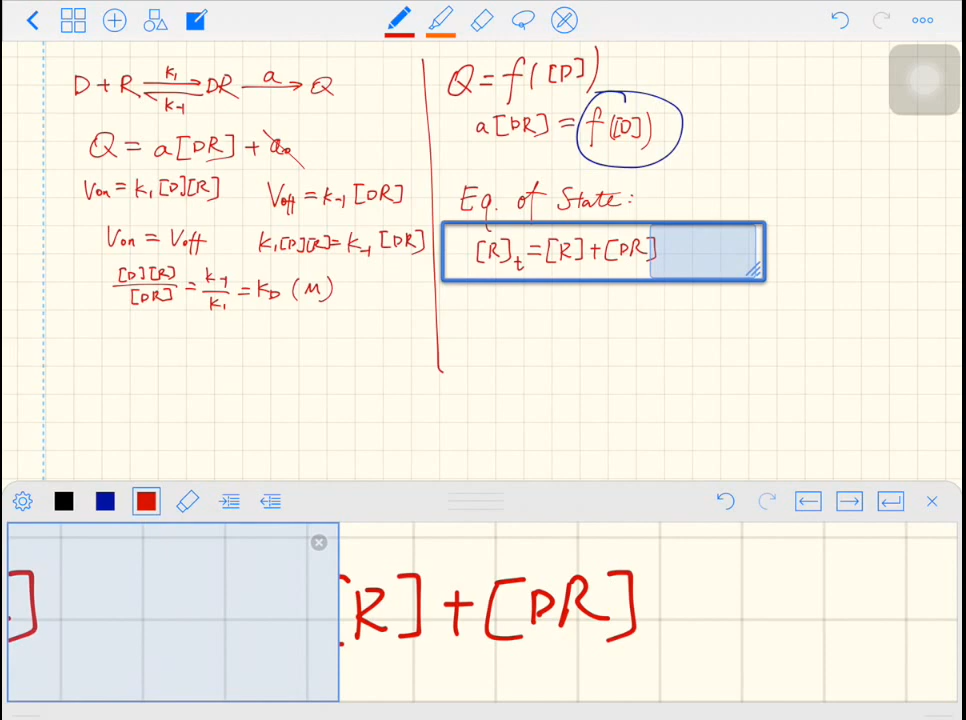 D + R ⇌ DR → Q
k₁ a
k₋₁
Q = a[DR] + a₀
Von = k₁[D][R] Voff = k₋₁[DR]
Von = Voff k₁[D][R] = k₋₁[DR]
[D][R] / [DR] = k₋₁ / k₁ = KD (M)
Q = f([D])
a[DR] = f([D])
Eq. of State:
[R]t = [R] + [DR]
] [R] + [DR]